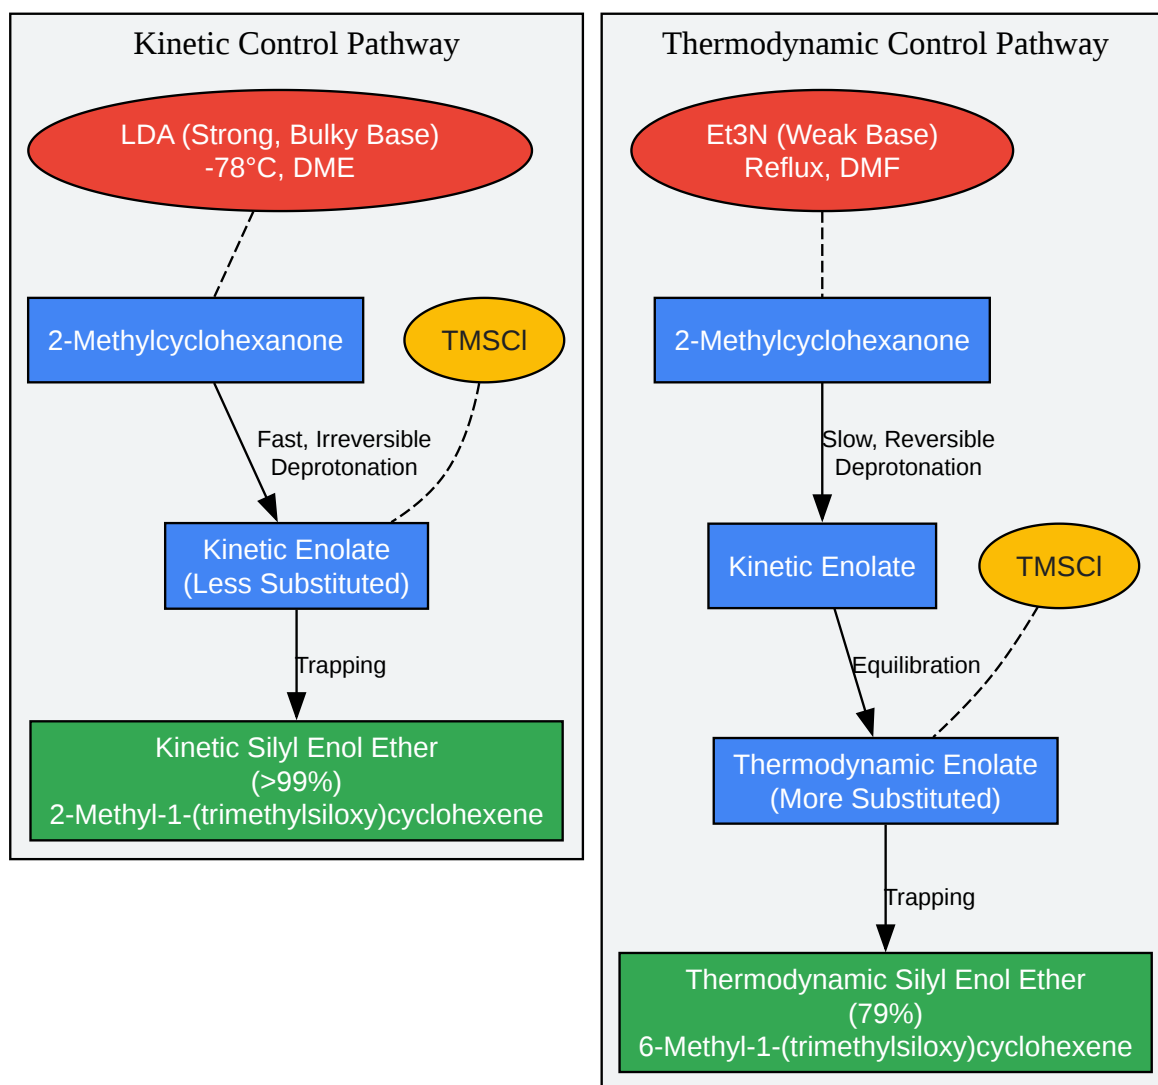 Kinetic Control Pathway
LDA (Strong, Bulky Base)
-78°C, DME
2-Methylcyclohexanone
TMSCl
Fast, Irreversible
Deprotonation
Kinetic Enolate
(Less Substituted)
Trapping
Kinetic Silyl Enol Ether
(>99%)
2-Methyl-1-(trimethylsiloxy)cyclohexene
Thermodynamic Control Pathway
Et3N (Weak Base)
Reflux, DMF
2-Methylcyclohexanone
Slow, Reversible
Deprotonation
Kinetic Enolate
TMSCl
Equilibration
Thermodynamic Enolate
(More Substituted)
Trapping
Thermodynamic Silyl Enol Ether
(79%)
6-Methyl-1-(trimethylsiloxy)cyclohexene